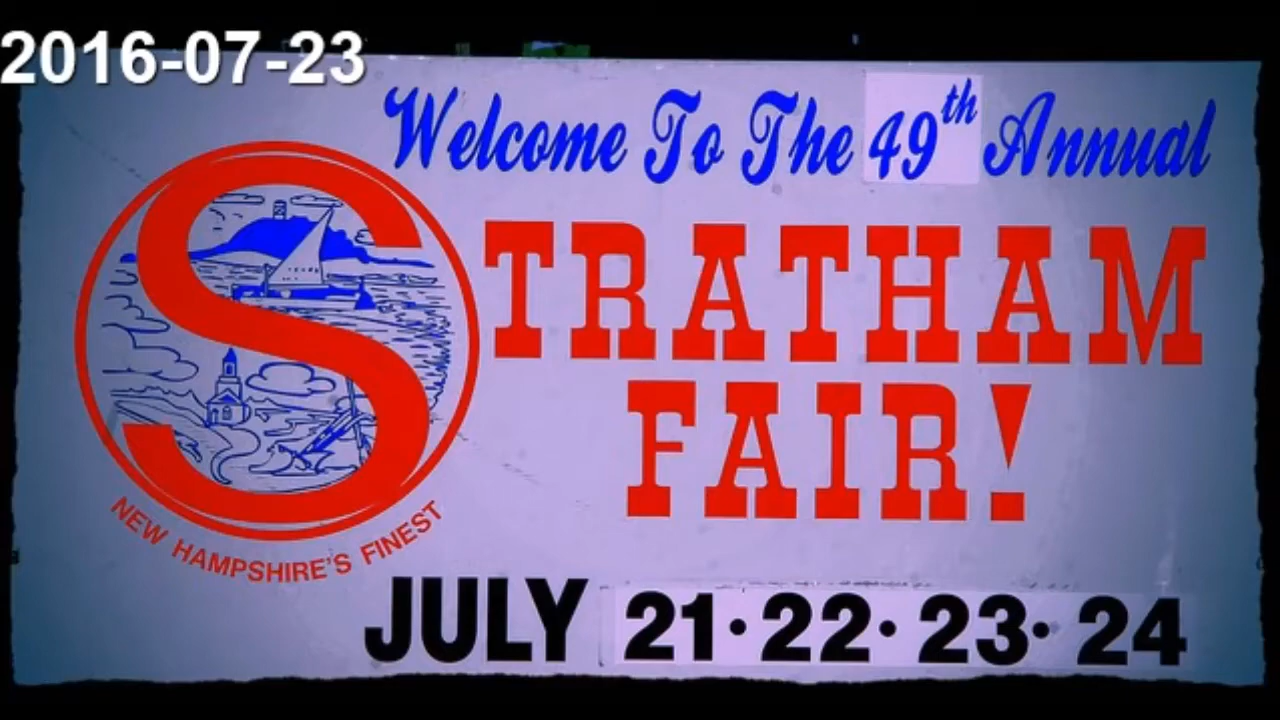 2016-07-23
Welcome To The 49th Annual
STRATHAM
FAIR!
NEW HAMPSHIRE'S FINEST
JULY 21·22·23·24